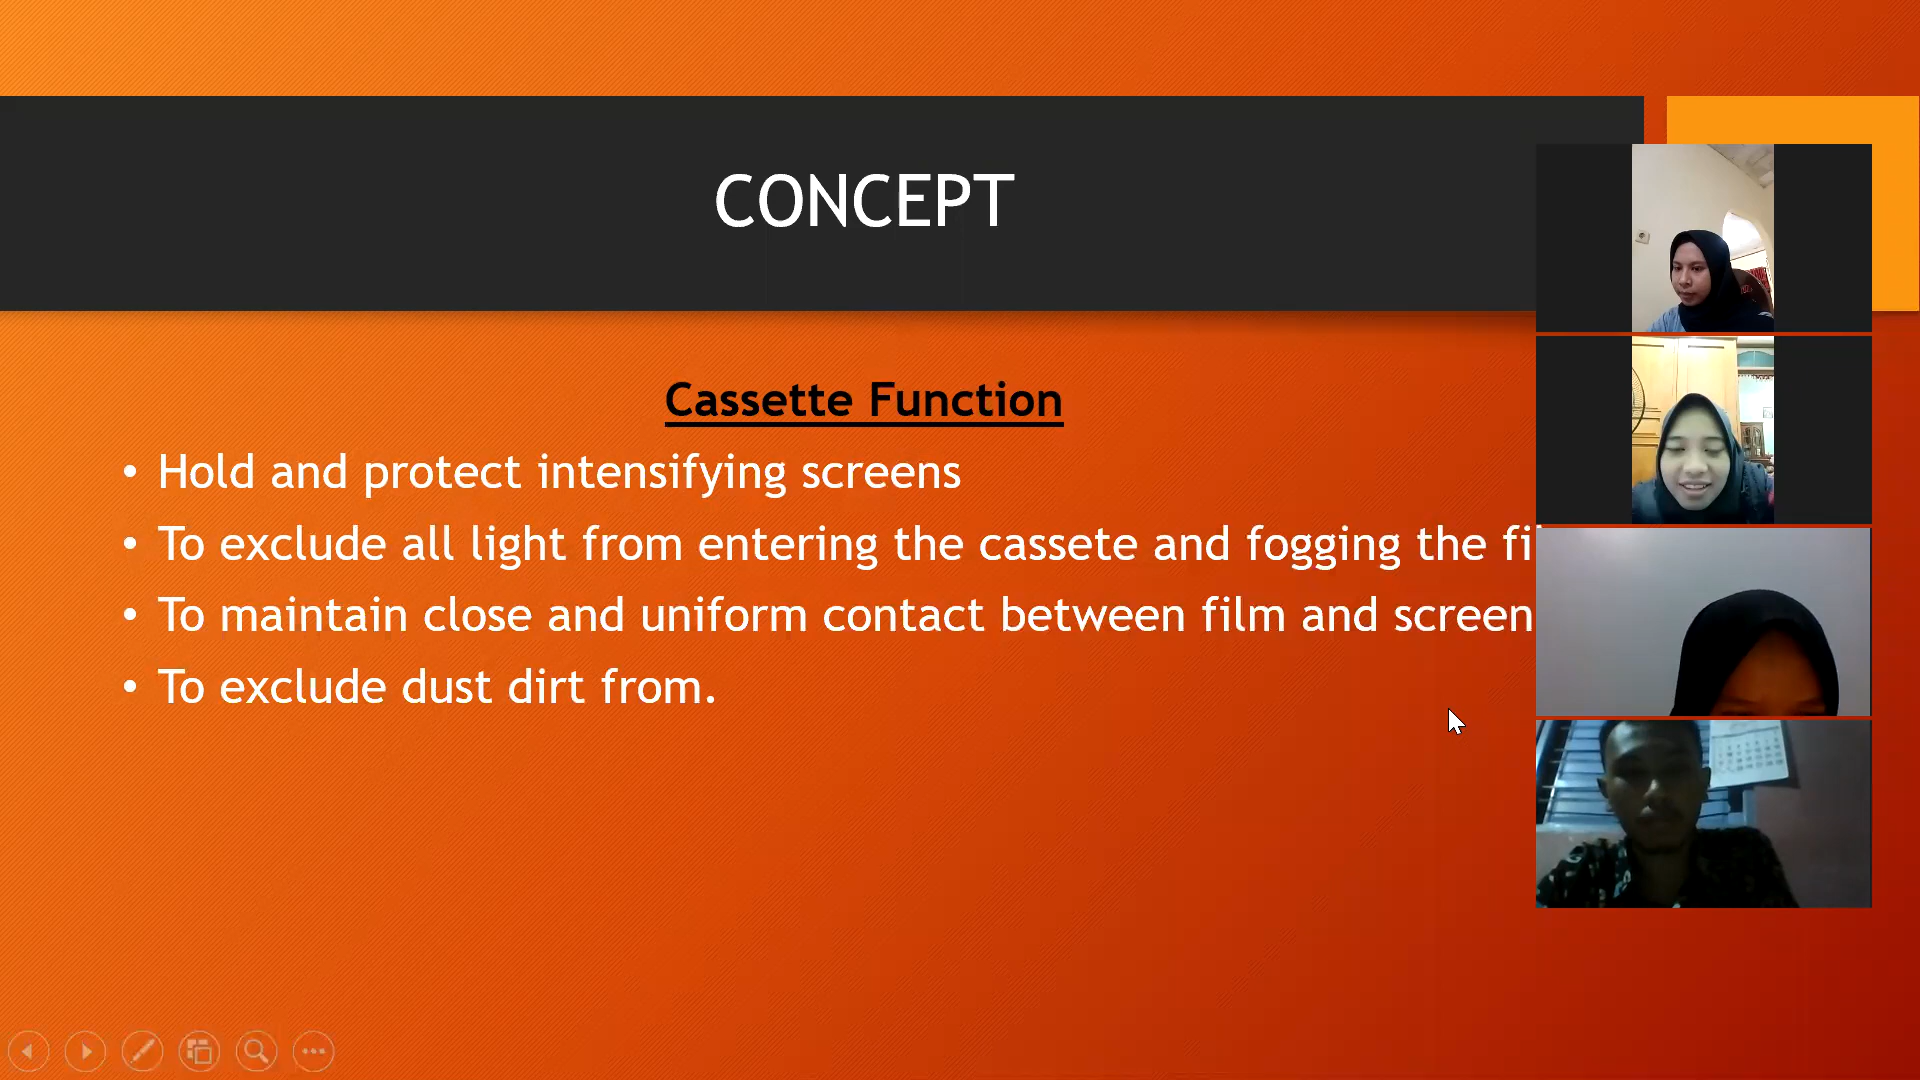 CONCEPT
Cassette Function
• Hold and protect intensifying screens
• To exclude all light from entering the cassete and fogging the
• To maintain close and uniform contact between film and screen
• To exclude dust dirt from.